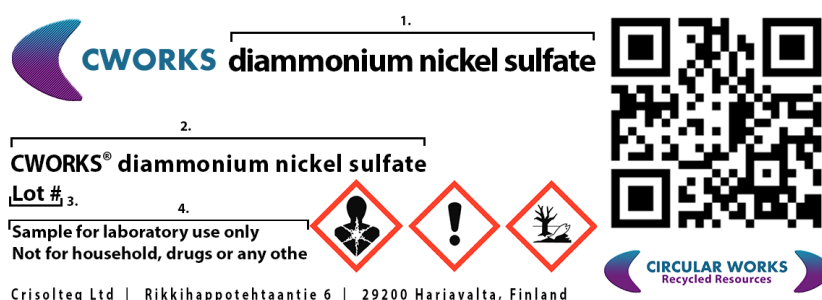 1.
CWORKS diammonium nickel sulfate
2.
CWORKS® diammonium nickel sulfate
Lot # 3.
4.
Sample for laboratory use only
Not for household, drugs or any othe
CIRCULAR WORKS
Recycled Resources
Crisolteq Ltd | Rikkihappotehtaantie 6 | 29200 Harjavalta, Finland